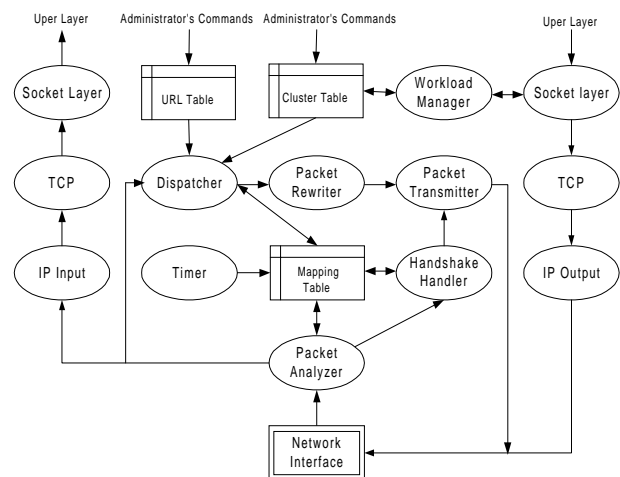 Uper Layer
Administrator's Commands
Administrator's Commands
Uper Layer
Socket Layer
URL Table
Cluster Table
Workload
Manager
Socket layer
TCP
Dispatcher
Packet
Rewriter
Packet
Transmitter
TCP
IP Input
Timer
Mapping
Table
Handshake
Handler
IP Output
Packet
Analyzer
Network
Interface